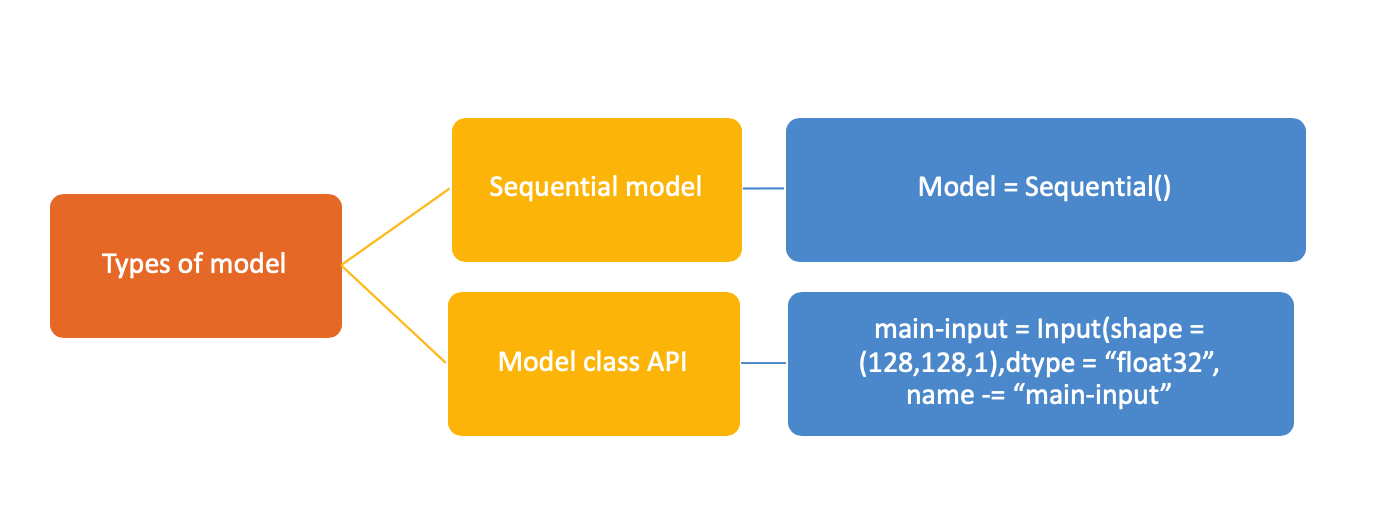 Types of model
Sequential model
Model = Sequential()
Model class API
main-input = Input(shape =
(128,128,1),dtype = “float32”,
name -= “main-input”